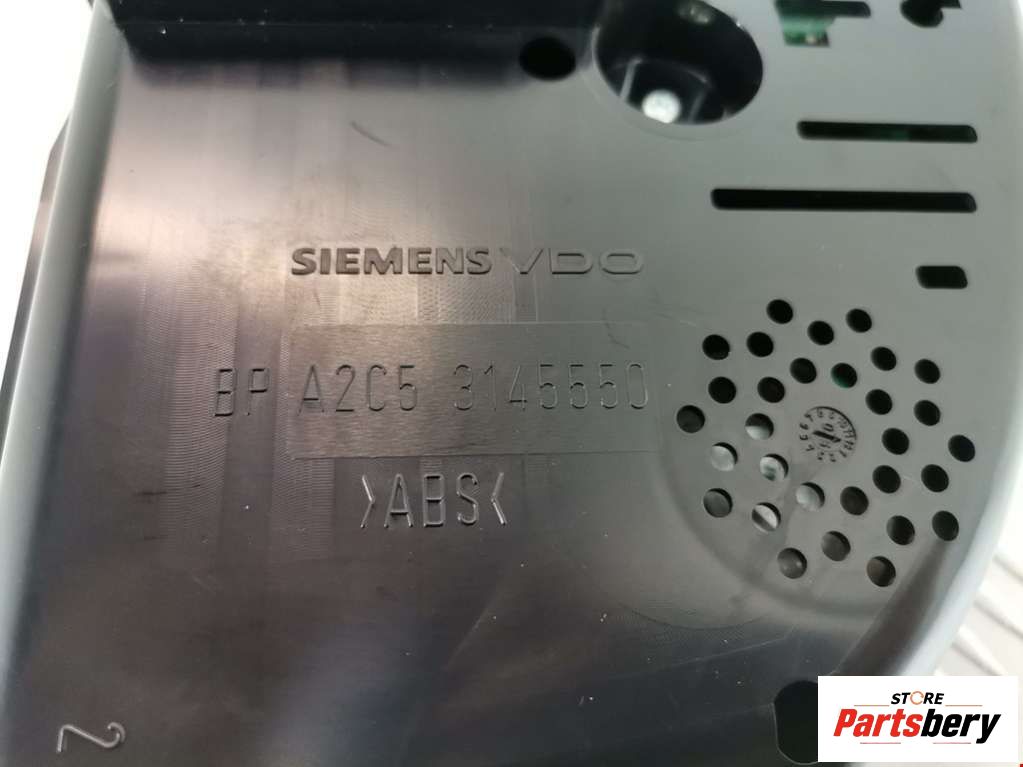 SIEMENS VDO
BP A2C5 3145550
>ABS<
2
STORE
Partsbery